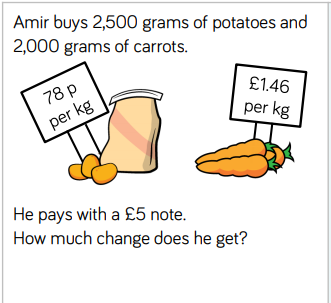 Amir buys 2,500 grams of potatoes and
2,000 grams of carrots.
78 p
per kg
£1.46
per kg
He pays with a £5 note.
How much change does he get?